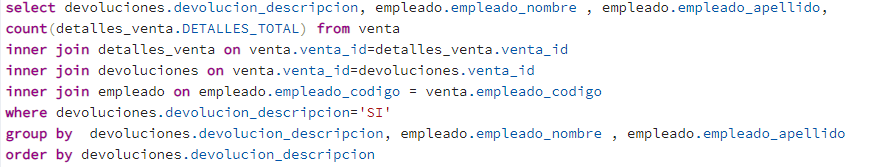 select devoluciones.devolucion_descripcion, empleado.empleado_nombre , empleado.empleado_apellido,
count(detalles_venta.DETALLES_TOTAL) from venta
inner join detalles_venta on venta.venta_id=detalles_venta.venta_id
inner join devoluciones on venta.venta_id=devoluciones.venta_id
inner join empleado on empleado.empleado_codigo = venta.empleado_codigo
where devoluciones.devolucion_descripcion='SI'
group by  devoluciones.devolucion_descripcion, empleado.empleado_nombre , empleado.empleado_apellido
order by devoluciones.devolucion_descripcion